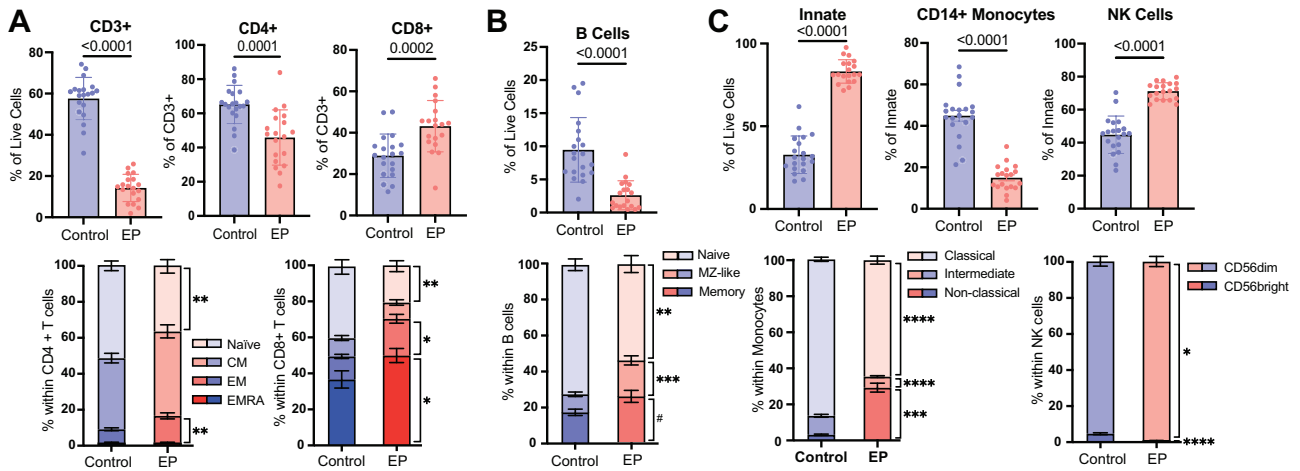 A
CD3+
<0.0001
% of Live Cells
80
60
40
20
0
Control EP
CD4+
0.0001
% of CD3+
100
80
60
40
20
0
Control EP
CD8+
0.0002
% of CD3+
80
60
40
20
0
Control EP
% within CD4 + T cells
100
80
60
40
20
0
**
**
Control EP
Naïve
CM
EM
EMRA
% within CD8+ T cells
100
80
60
40
20
0
**
*
*
Control EP
B
B Cells
<0.0001
% of Live Cells
25
20
15
10
5
0
Control EP
Naive
MZ-like
Memory
% within B cells
100
80
60
40
20
0
**
***
#
Control EP
C
Innate
<0.0001
% of Live Cells
100
50
0
Control EP
CD14+ Monocytes
<0.0001
% of Innate
80
60
40
20
0
Control EP
NK Cells
<0.0001
% of Innate
100
80
60
40
20
0
Control EP
Classical
Intermediate
Non-classical
% within Monocytes
100
80
60
40
20
0
****
****
***
Control EP
% within NK cells
100
80
60
40
20
0
*
****
Control EP
CD56dim
CD56bright